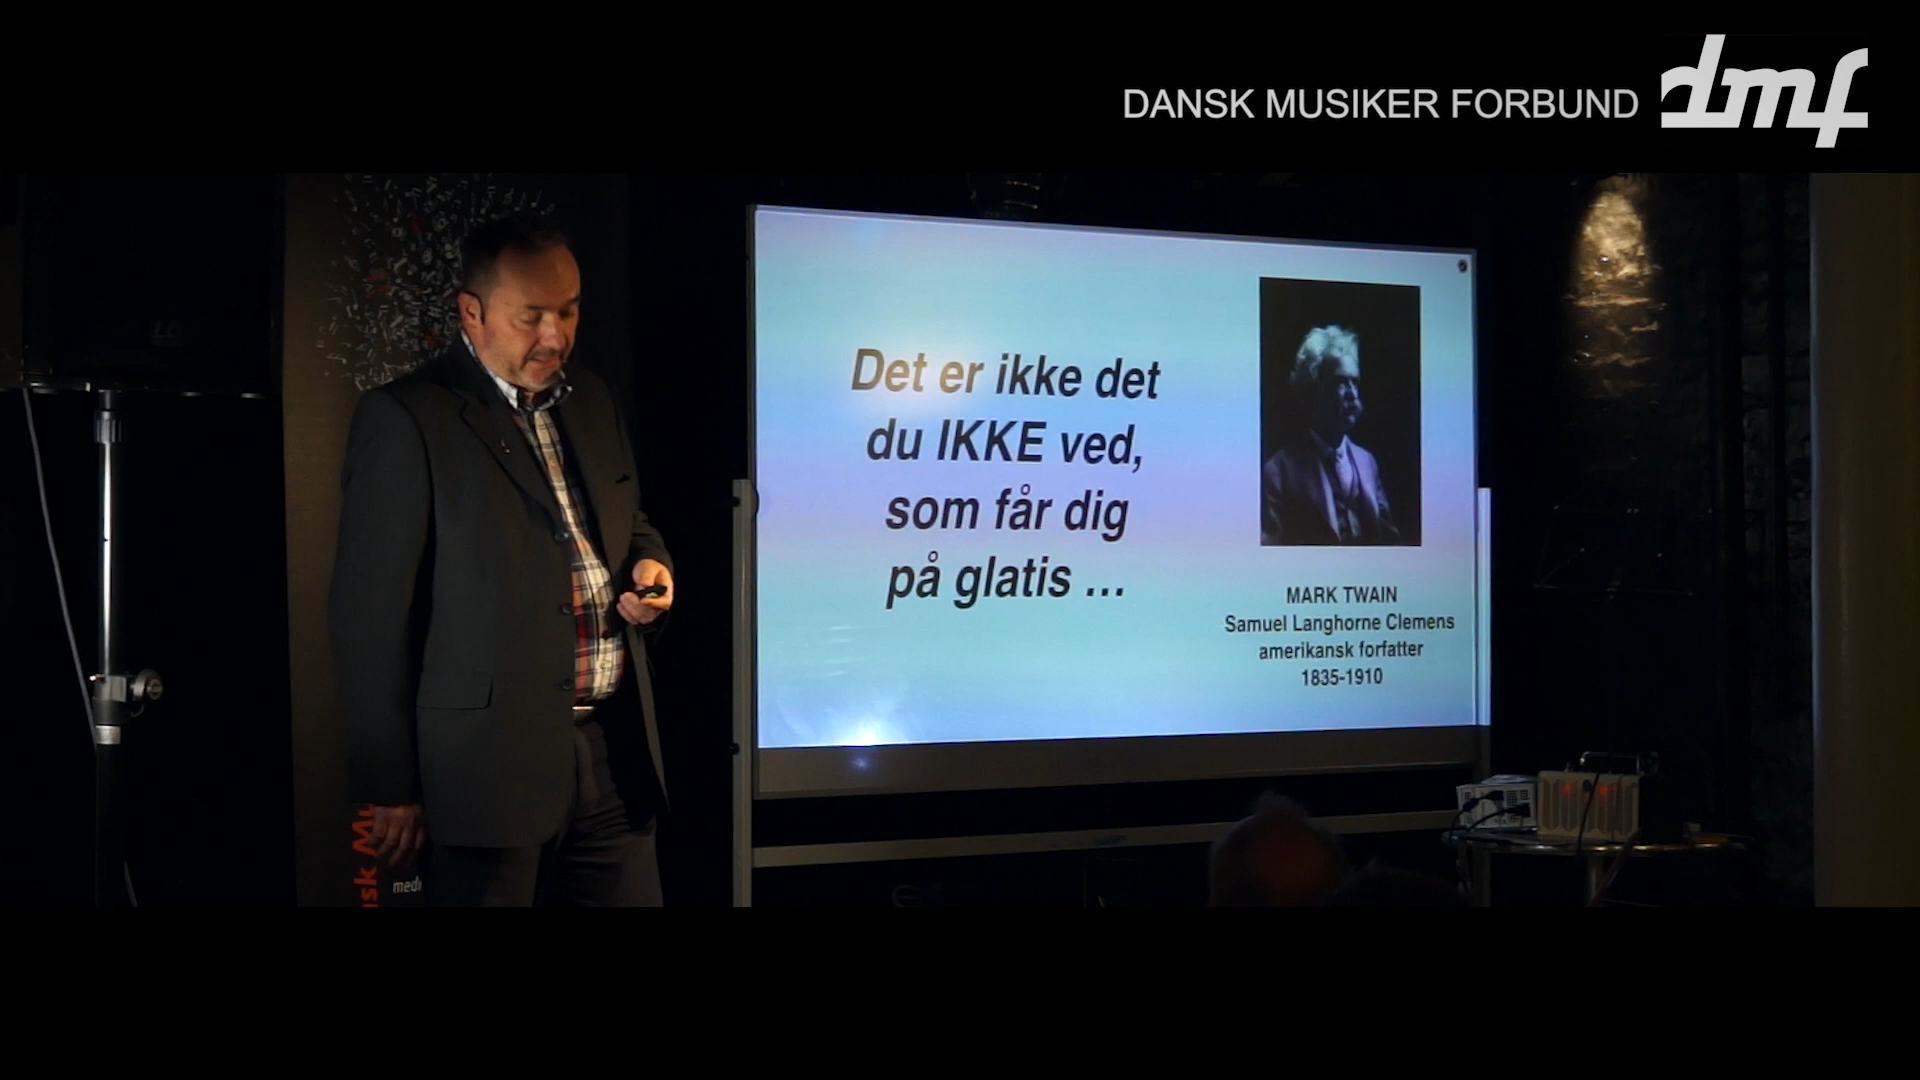 DANSK MUSIKER FORBUND
dmf
Det er ikke det
du IKKE ved,
som får dig
på glatis ...
MARK TWAIN
Samuel Langhorne Clemens
amerikansk forfatter
1835-1910